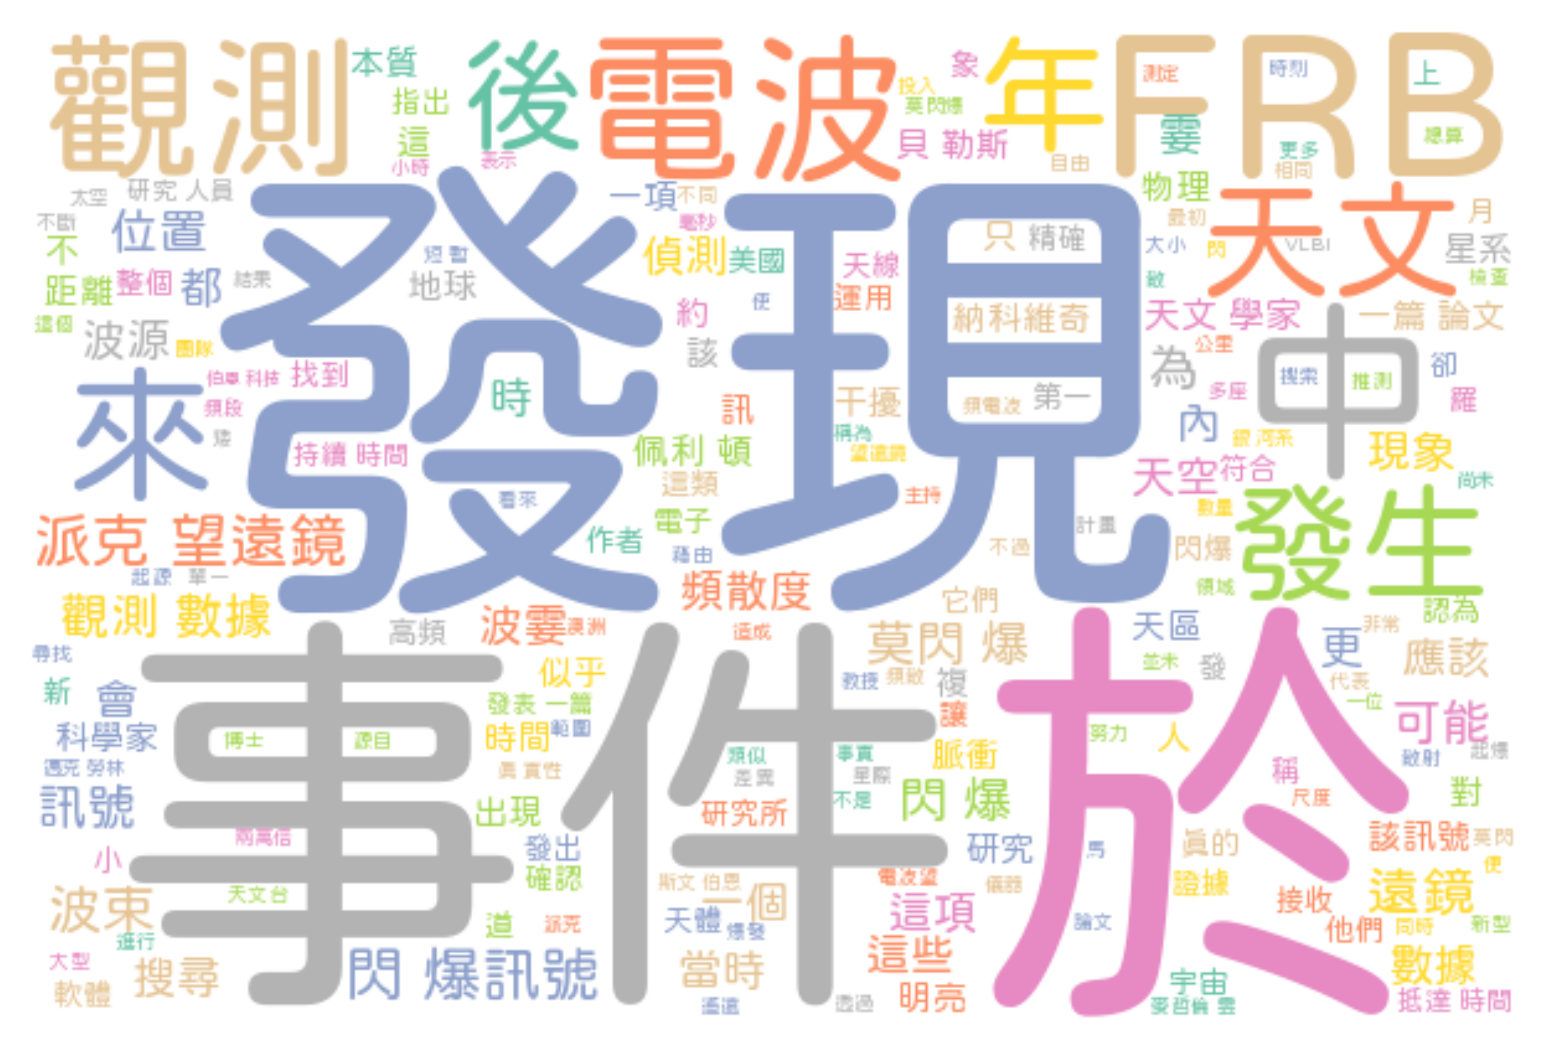 觀測
本質
後
電波
投入
象
年
FRB
測定
時刻
上
指出
莫閃爆
霎
總算
這
貝 勒斯
更多
小時
表示
自由
相同
太空
研究 人員
一項
不同
物理
天文
月
不斷
位置
發現
毫秒
只
精確
最初
不
短 暫
偵測
美國
天線
大小
閃
VLBI
星系
距離
整個
都
結果
地球
便
運用
敵
檢查
這個
約
納科維奇
天文 學家
一篇 論文
波源
團隊
該
為
公里
中
卻
來
伯恩 科技
找到
時
訊
干擾
頻電波
第一
多座
搜索
推測
羅
頻段
內
持續 時間
佩利 頓
稱為
望遠鏡
銀 河系
現象
這類
天空
符合
尚未
看來
主持
數量
發生
派克 望遠鏡
作者
電子
計畫
藉由
不過
閃爆
起源
單一
頻散度
領域
觀測 數據
它們
認為
高頻
波霎
澳洲
造成
天區
非常
尋找
事件
似乎
莫閃 爆
於
並未
發
更
應該
新
會
發表 一篇
教授
頻散
複
代表
一位
科學家
博士
源自
時間
範圍
讓
努力
人
可能
邁克 勞林
真 實性
類似
差異
事實
脈衝
散射
起爆
訊號
出現
研究所
星際
不是
閃 爆
稱
尺度
對
發出
研究
馬
真的
該訊號
莫閃
小
確認
電波望
便
波束
天文台
斯文 伯恩
一個
儀器
證據
接收
遠鏡
道
派克
天體
爆發
這項
論文
他們
同時
新型
進行
大型
搜尋
閃 爆訊號
當時
這些
宇宙
數據
軟體
遙遠
透過
明亮
麥哲倫 雲
抵達 時間